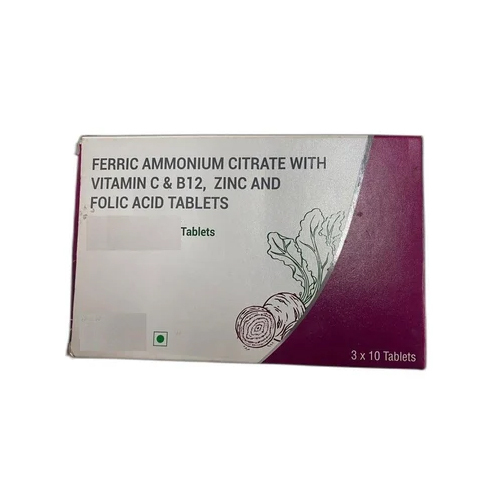 FERRIC AMMONIUM CITRATE WITH
VITAMIN C & B12, ZINC AND
FOLIC ACID TABLETS
Tablets
3 x 10 Tablets